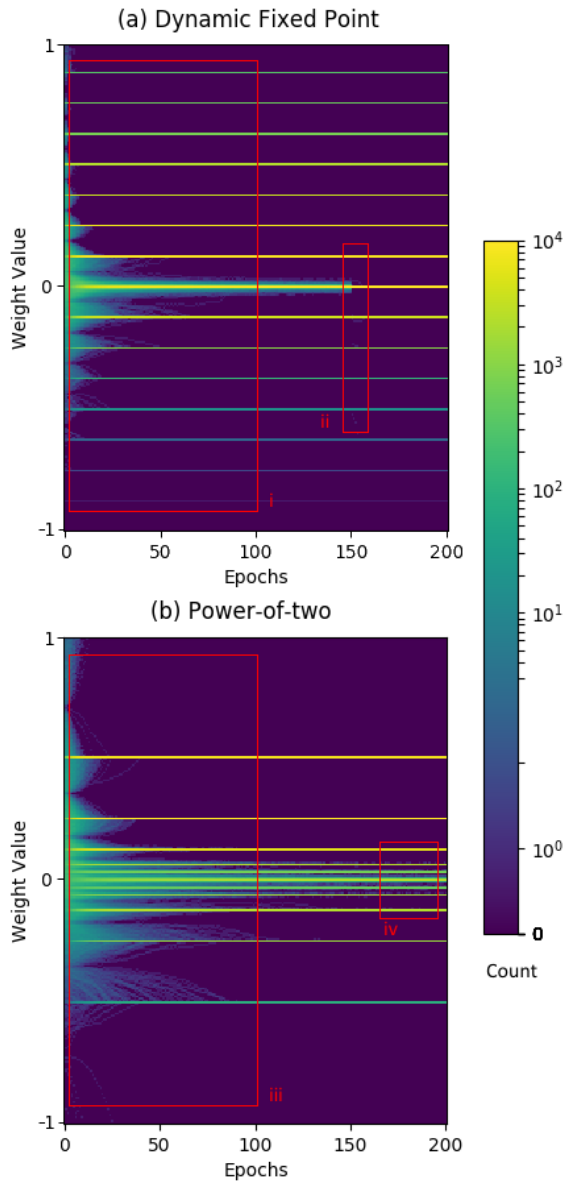 (a) Dynamic Fixed Point
1
0
-1
Weight Value
ii
i
0
50
100
150
200
Epochs
(b) Power-of-two
1
0
-1
Weight Value
iv
iii
0
50
100
150
200
Epochs
10^4
10^3
10^2
10^1
10^0
0
Count